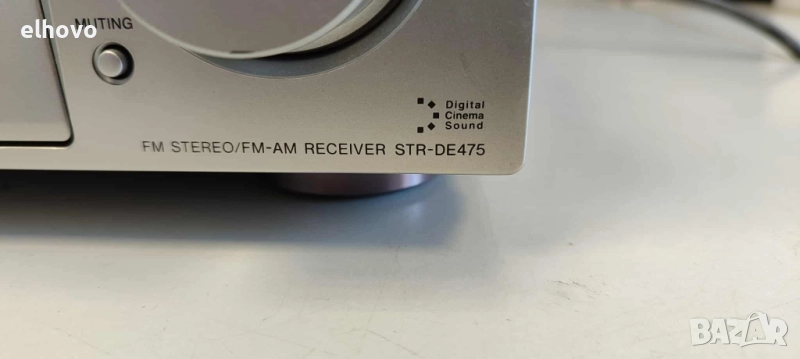 elhovo
MUTING
Digital
Cinema
Sound
FM STEREO/FM-AM RECEIVER STR-DE475
BAZAR